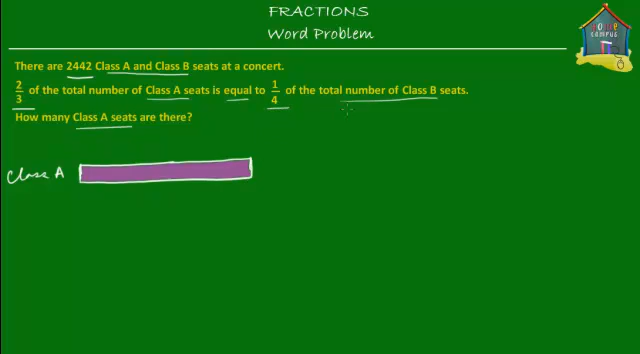 FRACTIONS
Word Problem
Home
Campus
There are 2442 Class A and Class B seats at a concert.
2/3 of the total number of Class A seats is equal to 1/4 of the total number of Class B seats.
How many Class A seats are there?
Class A